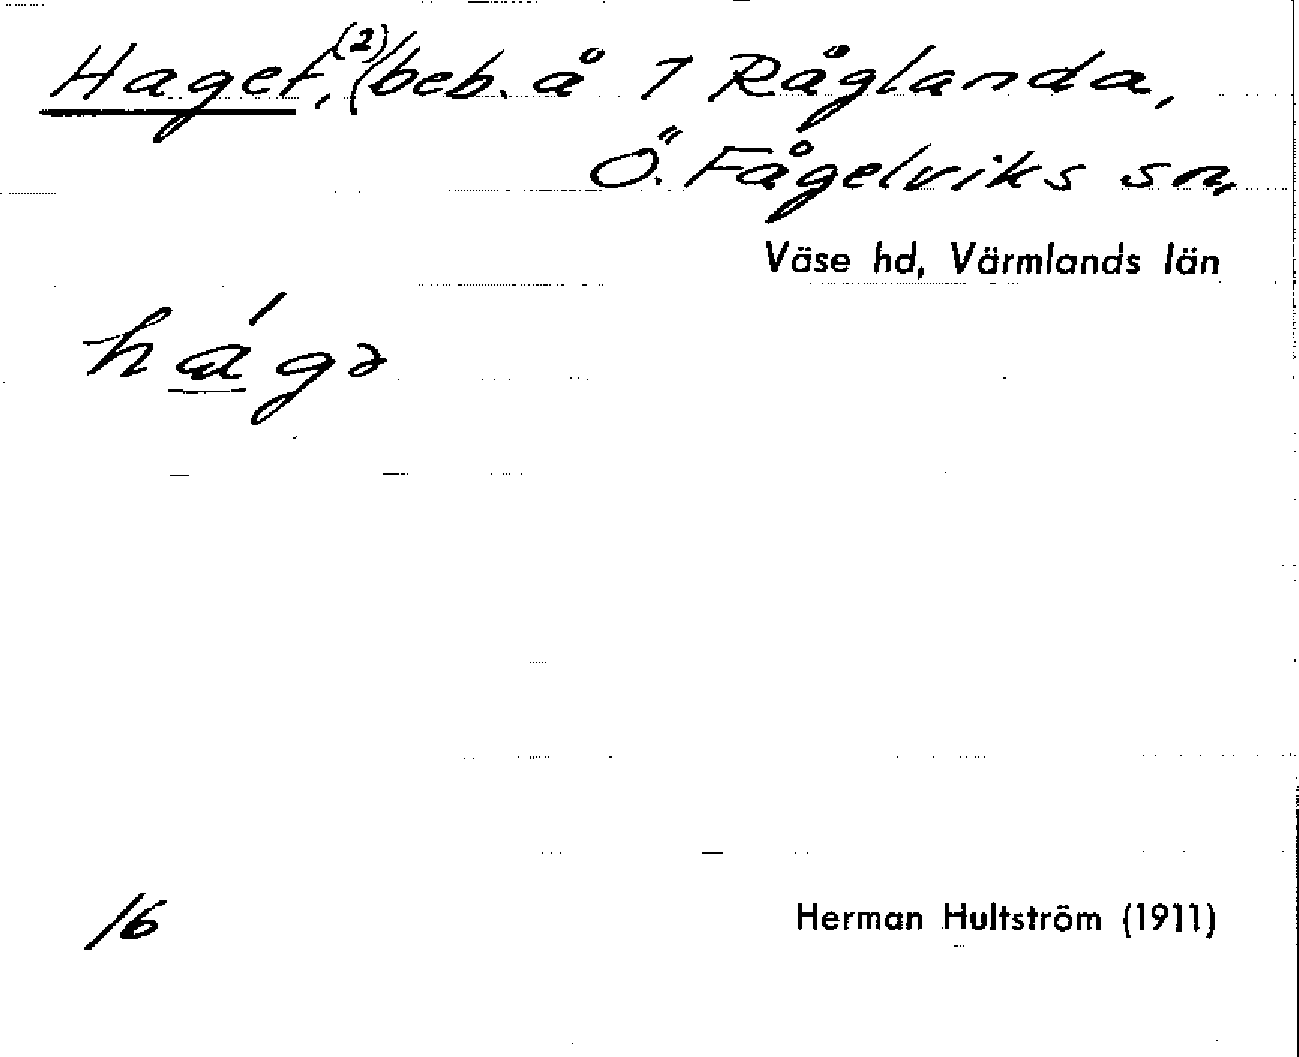 Haget, (2) (beb. å 7 Råglanda,
Ö. Fågelviks sn,
Väse hd, Värmlands län
hágə
16
Herman Hultström (1911)